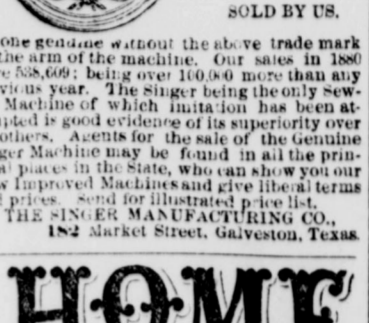 SOLD BY US.
one genuine without the above trade mark
the arm of the machine. Our sales in 1880
e 538,609; being over 100,000 more than any
vious year. The Singer being the only Sew-
Machine of which imitation has been at-
pted is good evidence of its superiority over
others. Agents for the sale of the Genuine
ger Machine may be found in all the prin-
al places in the State, who can show you our
w Improved Machines and give liberal terms
d prices. Send for illustrated price list.
THE SINGER MANUFACTURING CO.,
182 Market Street, Galveston, Texas.
HOME